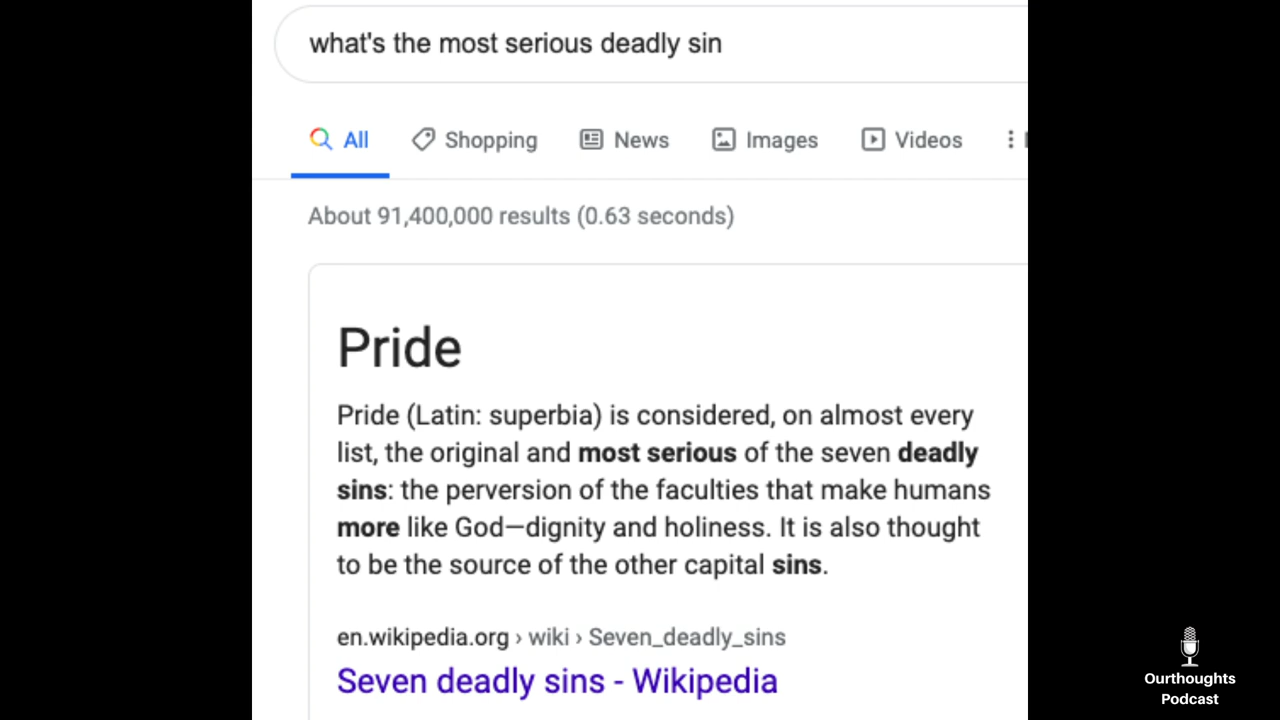 what's the most serious deadly sin
All Shopping News Images Videos
About 91,400,000 results (0.63 seconds)
Pride
Pride (Latin: superbia) is considered, on almost every
list, the original and most serious of the seven deadly
sins: the perversion of the faculties that make humans
more like God—dignity and holiness. It is also thought
to be the source of the other capital sins.
en.wikipedia.org › wiki › Seven_deadly_sins
Seven deadly sins - Wikipedia
Ourthoughts
Podcast